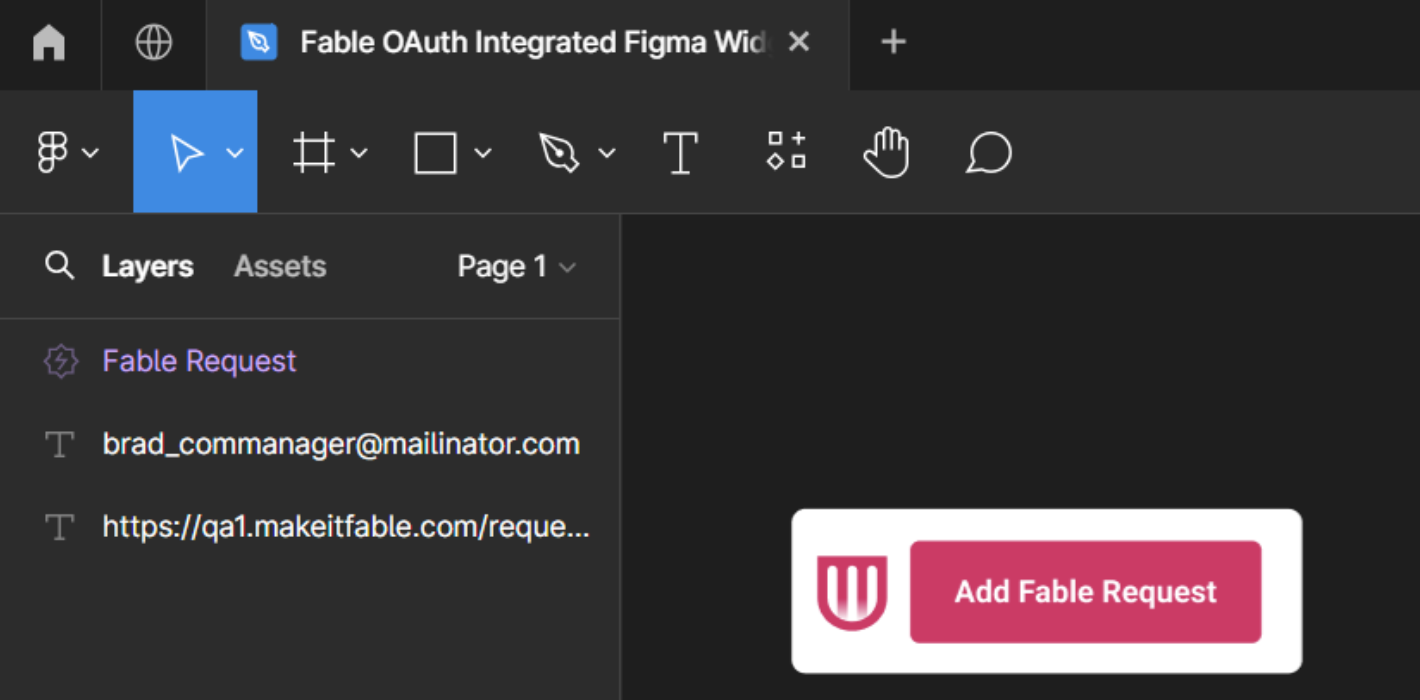 Fable OAuth Integrated Figma Wid
Layers Assets Page 1
Fable Request
brad_commanager@mailinator.com
https://qa1.makeitfable.com/reque...
Add Fable Request